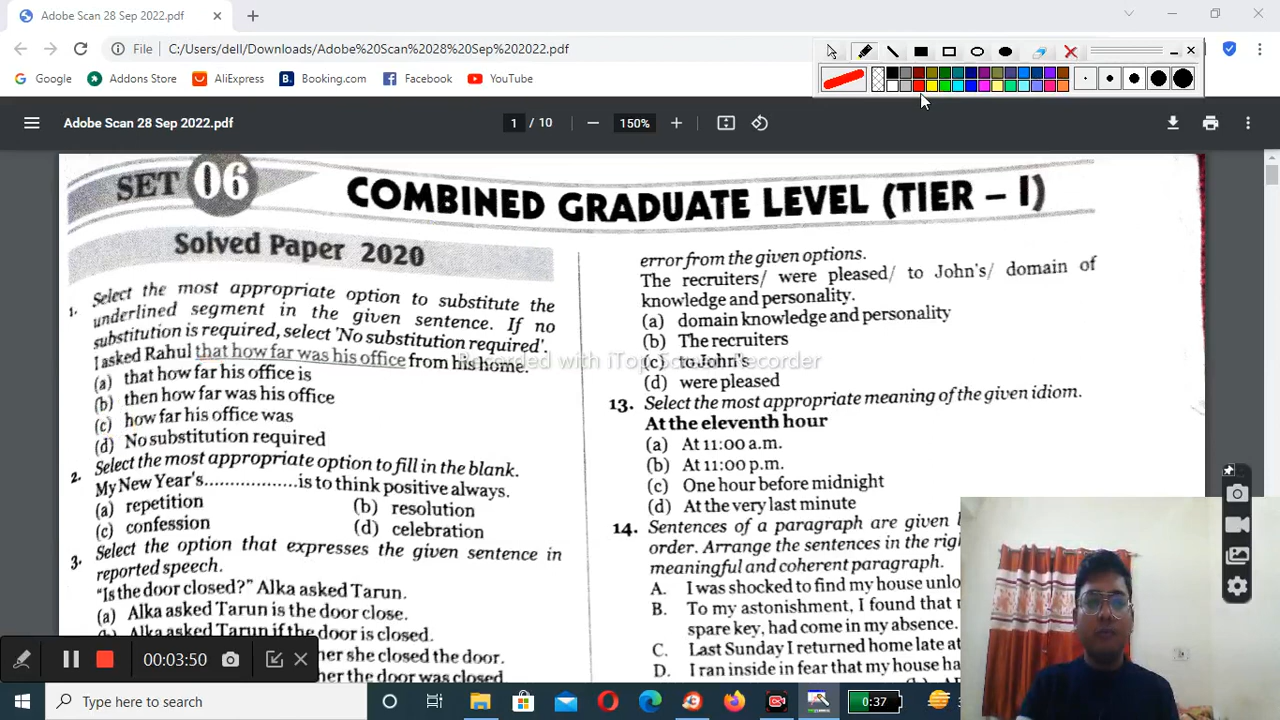 Adobe Scan 28 Sep 2022.pdf
File
C:/Users/dell/Downloads/Adobe%20Scan%2028%20Sep%202022.pdf
Google
Addons Store
AliExpress
B.
Booking.com
Facebook
YouTube
Adobe Scan 28 Sep 2022.pdf
1 / 10
150%
SET 06
COMBINED GRADUATE LEVEL (TIER – I)
Solved Paper 2020
1. Select the most appropriate option to substitute the
underlined segment in the given sentence. If no
substitution is required, select 'No substitution required'.
I asked Rahul that how far was his office from his home.
(a) that how far his office is
(b) then how far was his office
(c) how far his office was
(d) No substitution required
2. Select the most appropriate option to fill in the blank.
My New Year's..................is to think positive always.
(a) repetition (b) resolution
(c) confession (d) celebration
3. Select the option that expresses the given sentence in
reported speech.
"Is the door closed?" Alka asked Tarun.
(a) Alka asked Tarun is the door close.
Alka asked Tarun if the door is closed.
her she closed the door.
her the door was closed
error from the given options.
The recruiters/ were pleased/ to John's/ domain of
knowledge and personality.
(a) domain knowledge and personality
(b) The recruiters
(c) to John's
(d) were pleased
13. Select the most appropriate meaning of the given idiom.
At the eleventh hour
(a) At 11:00 a.m.
(b) At 11:00 p.m.
(c) One hour before midnight
(d) At the very last minute
14. Sentences of a paragraph are given
order. Arrange the sentences in the
meaningful and coherent paragraph.
A. I was shocked to find my house
B. To my astonishment, I found that
spare key, had come in my absence.
C. Last Sunday I returned home late at
D. I ran inside in fear that my house
Recorded with iTop Screen Recorder
00:03:50
Type here to search
0:37